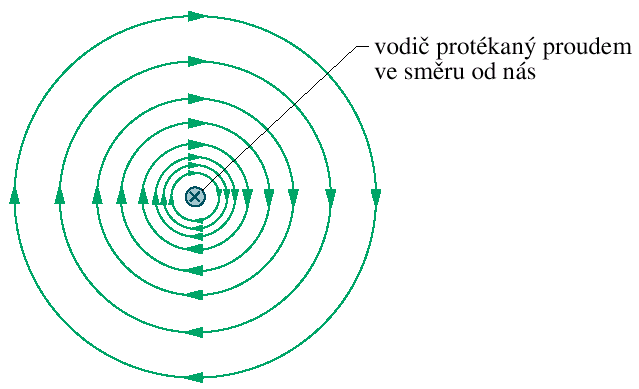 vodič protékaný proudem
ve směru od nás